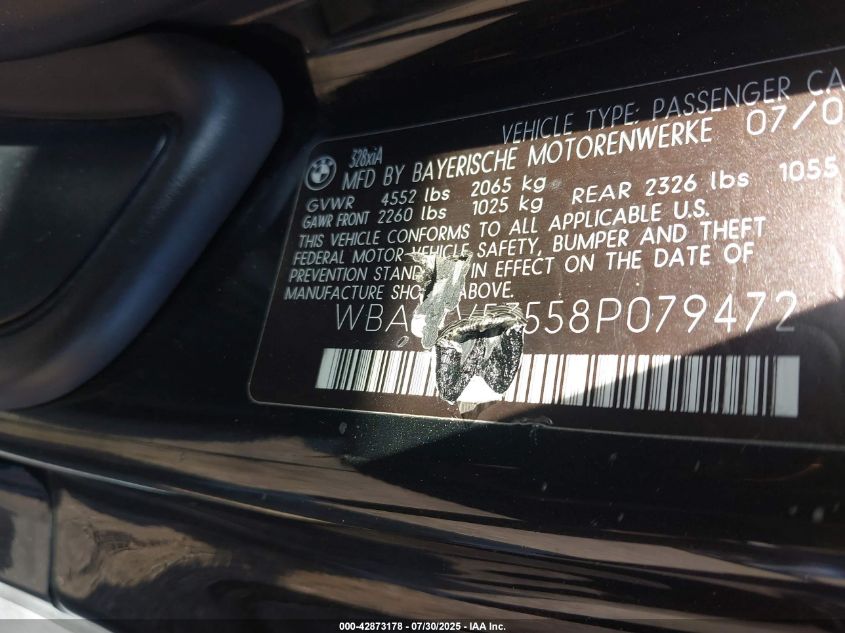 328xiA
VEHICLE TYPE: PASSENGER CA
MFD BY BAYERISCHE MOTORENWERKE 07/0
GVWR 4552 lbs 2065 kg
GAWR FRONT 2260 lbs 1025 kg REAR 2326 lbs 1055
THIS VEHICLE CONFORMS TO ALL APPLICABLE U.S.
FEDERAL MOTOR VEHICLE SAFETY, BUMPER AND THEFT
PREVENTION STAND IN EFFECT ON THE DATE OF
MANUFACTURE SHO ABOVE.
558P079472
000-42873178 - 07/30/2025 - IAA Inc.